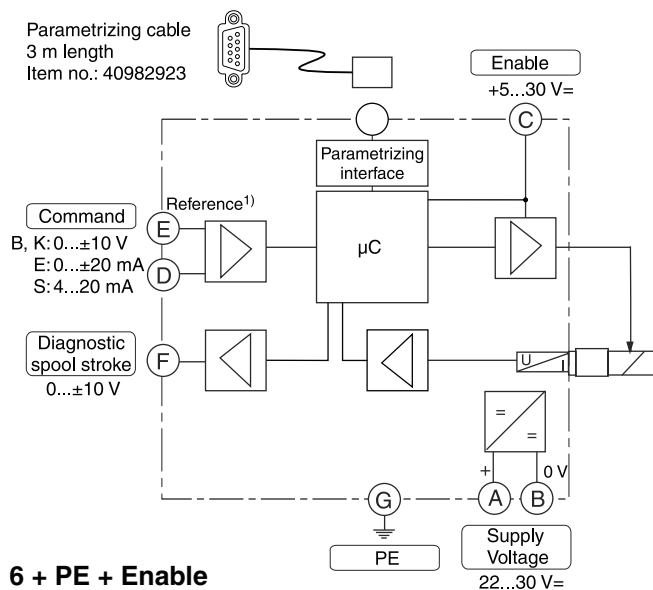 Parametrizing cable
3 m length
Item no.: 40982923
Enable
+5...30 V=
C
Parametrizing
interface
Reference1)
Command
E
B, K: 0...±10 V
E: 0...±20 mA
S: 4...20 mA
D
µC
Diagnostic
spool stroke
F
0...±10 V
U
I
=
=
+
0 V
G
A
B
PE
Supply
Voltage
22...30 V=
6 + PE + Enable